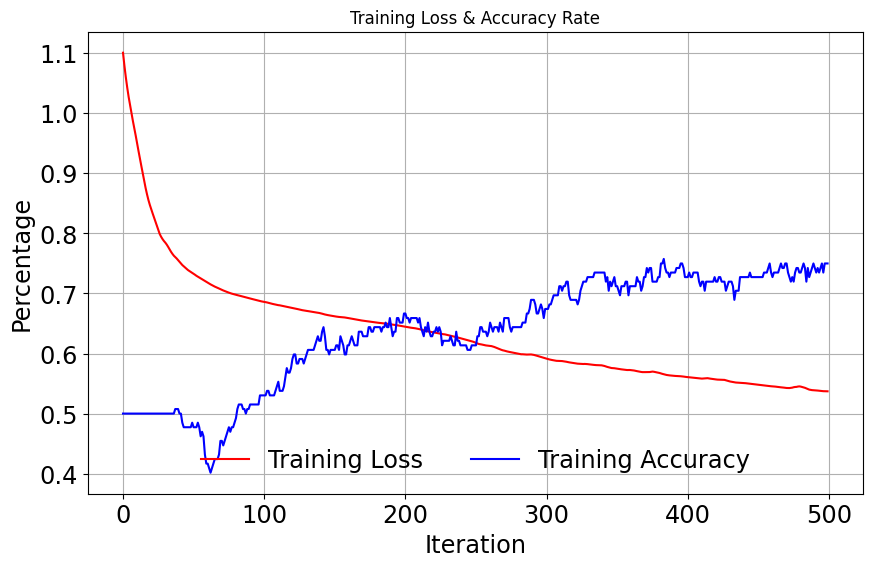 Training Loss & Accuracy Rate
1.1
1.0
0.9
0.8
0.7
0.6
0.5
0.4
Percentage
Training Loss
Training Accuracy
0
100
200
300
400
500
Iteration